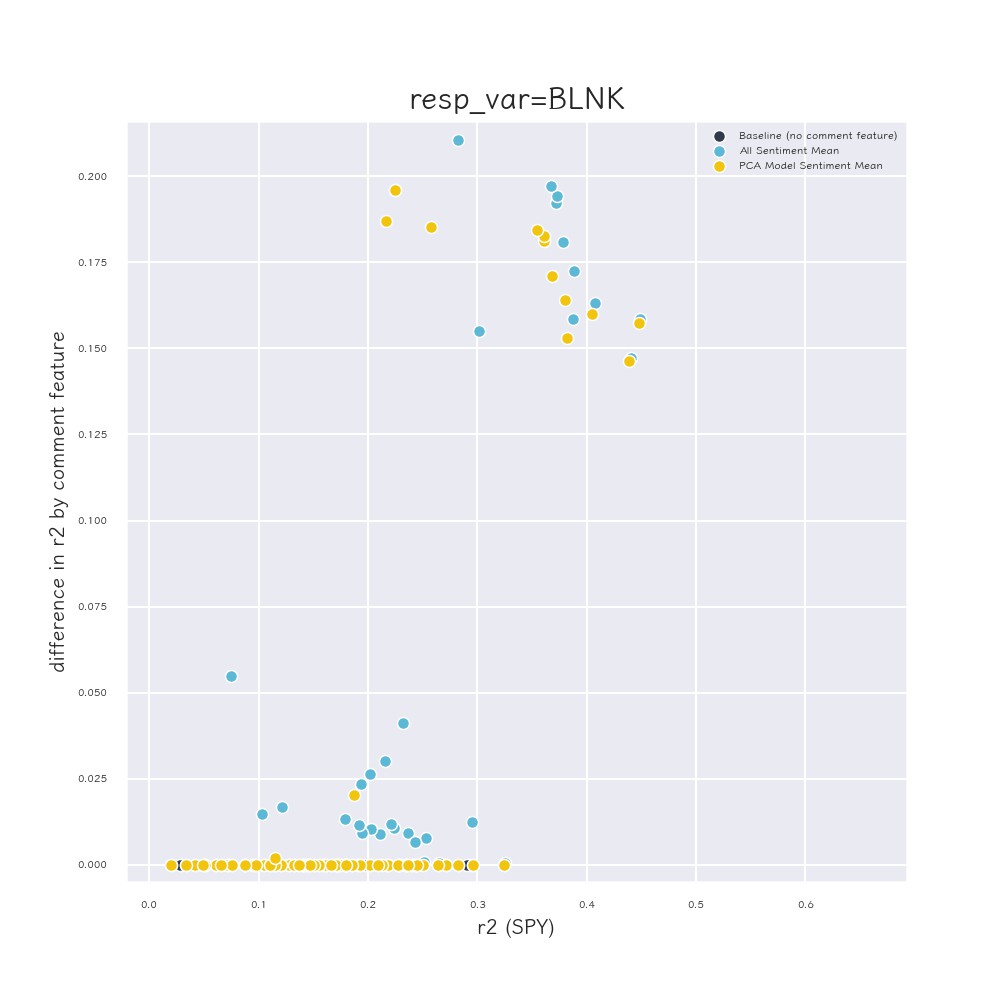 resp_var=BLNK
Baseline (no comment feature)
All Sentiment Mean
PCA Model Sentiment Mean
difference in r2 by comment feature
0.200
0.175
0.150
0.125
0.100
0.075
0.050
0.025
0.000
0.0 0.1 0.2 0.3 0.4 0.5 0.6
r2 (SPY)